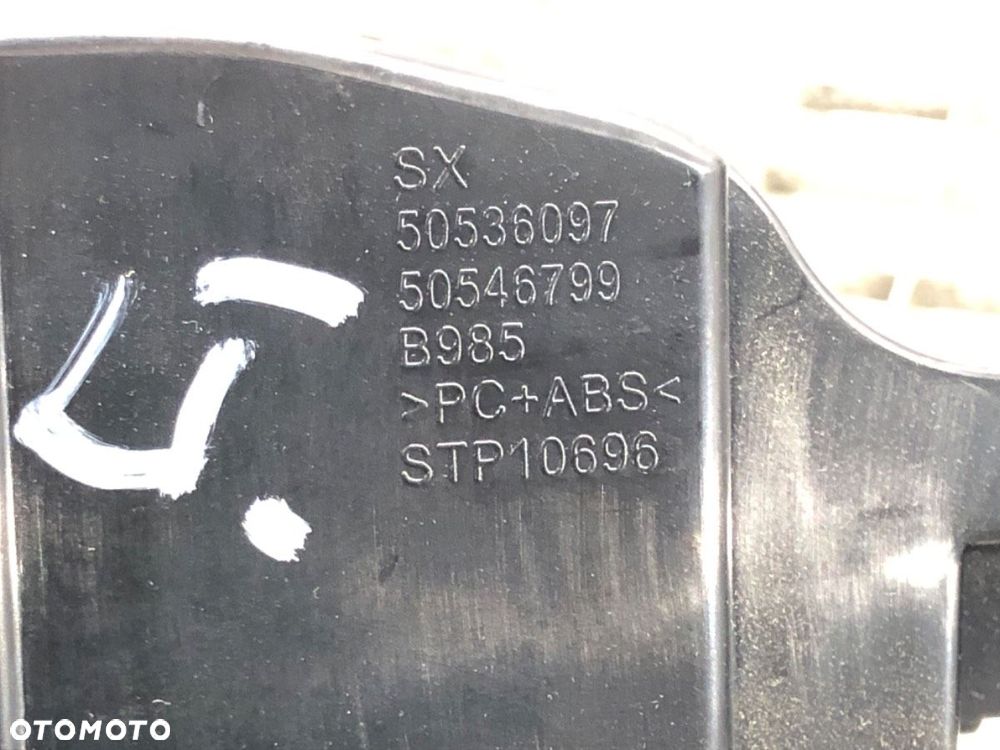 SX
50536097
50546799
B985
>PC+ABS<
STP10696
OTOMOTO